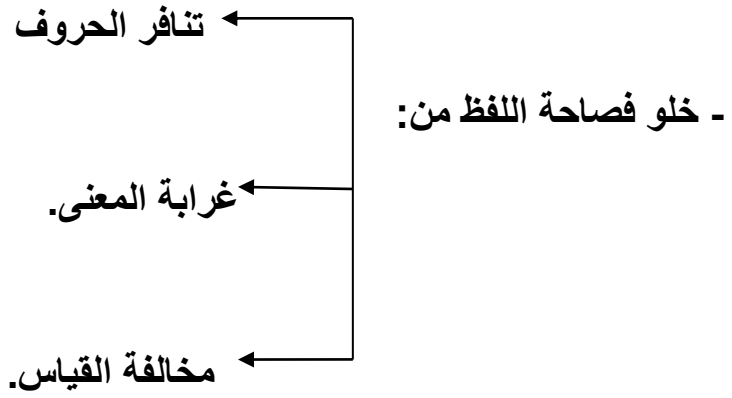 - خلو فصاحة اللفظ من:
تنافر الحروف
غرابة المعنى.
مخالفة القياس.